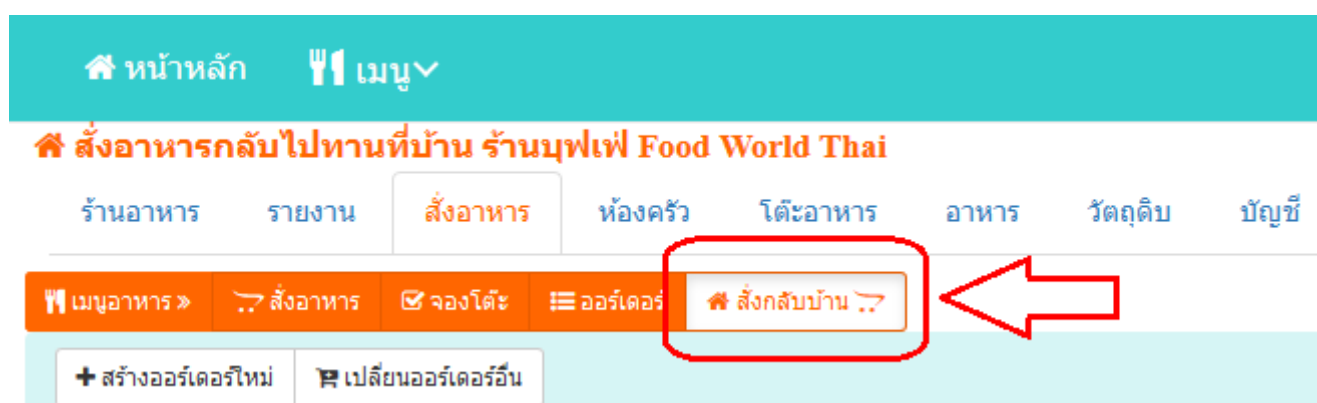 หน้าหลัก เมนู
สั่งอาหารกลับไปทานที่บ้าน ร้านบุฟเฟ่ Food World Thai
ร้านอาหาร รายงาน สั่งอาหาร ห้องครัว โต๊ะอาหาร อาหาร วัตถุดิบ บัญชี
เมนูอาหาร » สั่งอาหาร จองโต๊ะ ออร์เดอร์ สั่งกลับบ้าน
สร้างออร์เดอร์ใหม่ เปลี่ยนออร์เดอร์อื่น